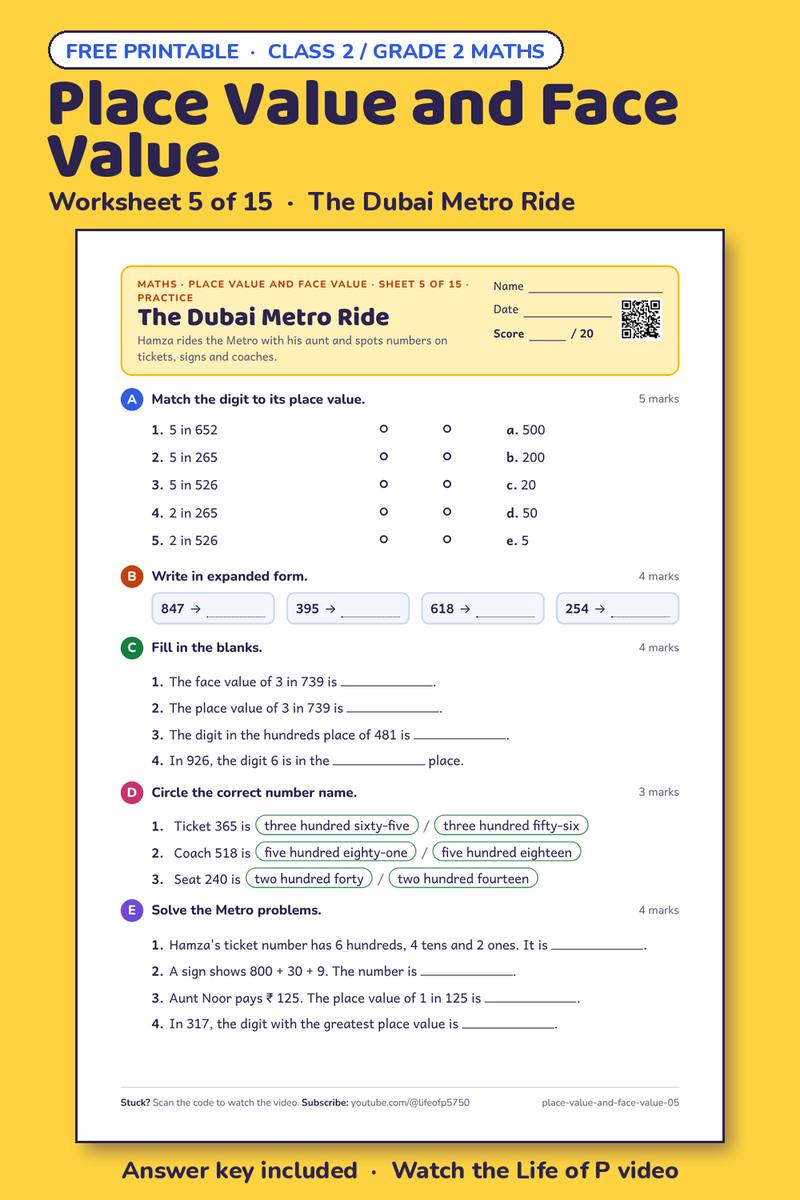 FREE PRINTABLE · CLASS 2 / GRADE 2 MATHS
Place Value and Face
Value
Worksheet 5 of 15 · The Dubai Metro Ride
MATHS · PLACE VALUE AND FACE VALUE · SHEET 5 OF 15 ·
PRACTICE
The Dubai Metro Ride
Hamza rides the Metro with his aunt and spots numbers on
tickets, signs and coaches.
Name
Date
Score / 20
A Match the digit to its place value. 5 marks
1. 5 in 652 a. 500
2. 5 in 265 b. 200
3. 5 in 526 c. 20
4. 2 in 265 d. 50
5. 2 in 526 e. 5
B Write in expanded form. 4 marks
847 → 395 → 618 → 254 →
C Fill in the blanks. 4 marks
1. The face value of 3 in 739 is ____________.
2. The place value of 3 in 739 is ____________.
3. The digit in the hundreds place of 481 is ____________.
4. In 926, the digit 6 is in the ____________ place.
D Circle the correct number name. 3 marks
1. Ticket 365 is three hundred sixty-five / three hundred fifty-six
2. Coach 518 is five hundred eighty-one / five hundred eighteen
3. Seat 240 is two hundred forty / two hundred fourteen
E Solve the Metro problems. 4 marks
1. Hamza's ticket number has 6 hundreds, 4 tens and 2 ones. It is ____________.
2. A sign shows 800 + 30 + 9. The number is ____________.
3. Aunt Noor pays ₹ 125. The place value of 1 in 125 is ____________.
4. In 317, the digit with the greatest place value is ____________.
Stuck? Scan the code to watch the video. Subscribe: youtube.com/@lifeofp5750 place-value-and-face-value-05
Answer key included · Watch the Life of P video